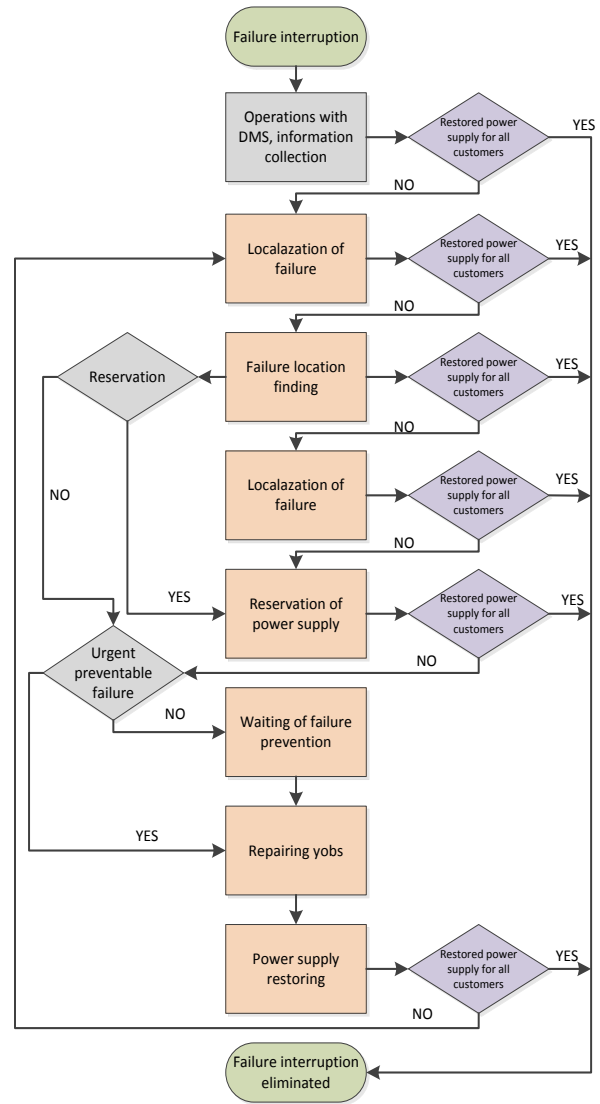 Failure interruption
Operations with
DMS, information
collection
Restored power
supply for all
customers
YES
NO
Localazation of
failure
Restored power
supply for all
customers
YES
NO
Reservation
Failure location
finding
Restored power
supply for all
customers
YES
NO
NO
Localazation of
failure
Restored power
supply for all
customers
YES
NO
YES
Reservation of
power supply
Restored power
supply for all
customers
YES
NO
Urgent
preventable
failure
NO
Waiting of failure
prevention
YES
Repairing yobs
Power supply
restoring
Restored power
supply for all
customers
YES
NO
Failure interruption
eliminated